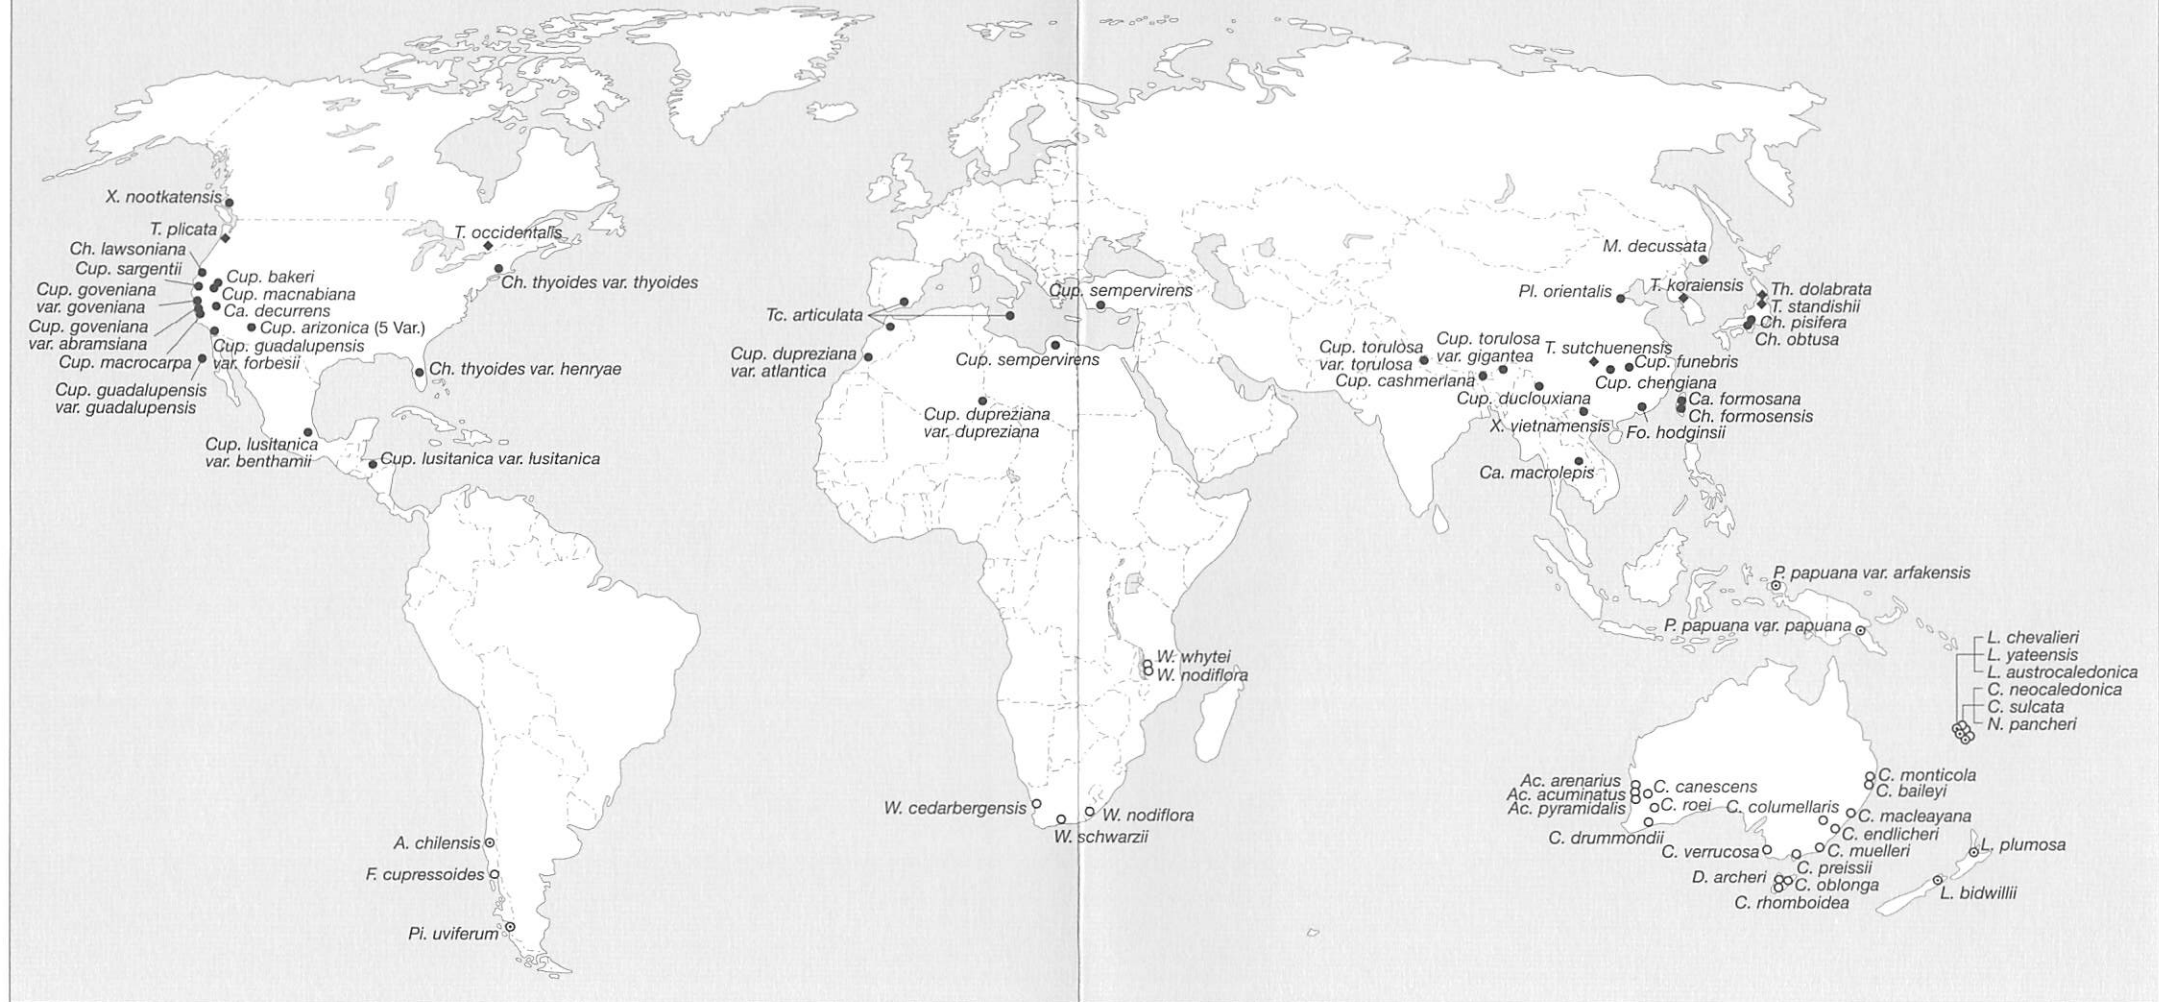 X. nootkatensis
T. plicata
Ch. lawsoniana
Cup. sargentii
Cup. goveniana
var. goveniana
Cup. goveniana
var. abramsiana
Cup. macrocarpa
Cup. guadalupensis
var. guadalupensis
Cup. bakeri
Cup. macnabiana
Ca. decurrens
Cup. arizonica (5 Var.)
Cup. guadalupensis
var. forbesii
T. occidentalis
Ch. thyoides var. thyoides
Ch. thyoides var. henryae
Cup. lusitanica
var. benthamii
Cup. lusitanica var. lusitanica
A. chilensis
F. cupressoides
Pi. uviferum
Tc. articulata
Cup. dupreziana
var. atlantica
Cup. sempervirens
Cup. sempervirens
Cup. dupreziana
var. dupreziana
W. whytei
W. nodiflora
W. cedarbergensis
W. nodiflora
W. schwarzii
M. decussata
Pl. orientalis
T. koraiensis
Th. dolabrata
T. standishii
Ch. pisifera
Ch. obtusa
Cup. torulosa
var. torulosa
Cup. torulosa
var. gigantea
T. sutchuenensis
Cup. cashmeriana
Cup. funebris
Cup. chengiana
Cup. duclouxiana
Ca. formosana
Ch. formosensis
X. vietnamensis
Fo. hodginsii
Ca. macrolepis
P. papuana var. arfakensis
P. papuana var. papuana
L. chevalieri
L. yateensis
L. austrocaledonica
C. neocaledonica
C. sulcata
N. pancheri
Ac. arenarius
Ac. acuminatus
Ac. pyramidalis
C. canescens
C. roei
C. drummondii
C. columellaris
C. monticola
C. baileyi
C. macleayana
C. endlicheri
C. muelleri
C. verrucosa
C. preissii
D. archeri
C. oblonga
C. rhomboidea
L. plumosa
L. bidwillii